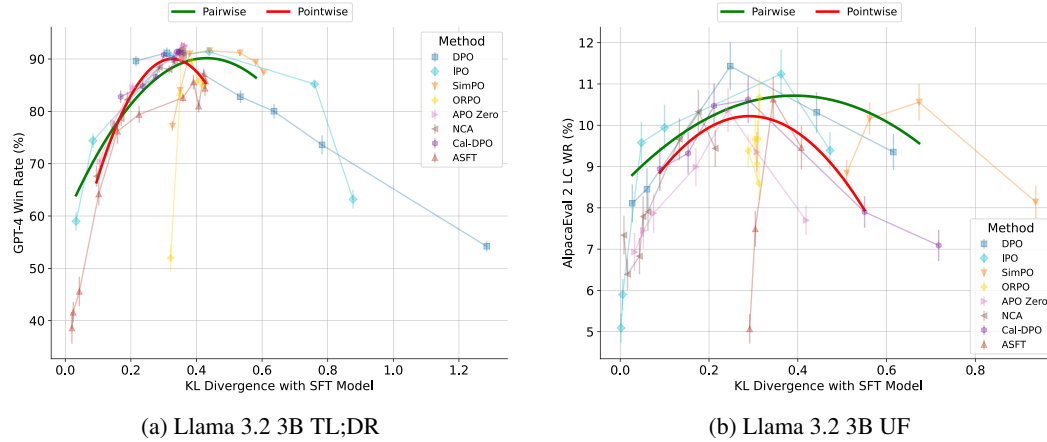 Pairwise Pointwise
GPT-4 Win Rate (%)
90
80
70
60
50
40
Method
DPO
IPO
SimPO
ORPO
APO Zero
NCA
Cal-DPO
ASFT
0.0 0.2 0.4 0.6 0.8 1.0 1.2
KL Divergence with SFT Model
(a) Llama 3.2 3B TL;DR
Pairwise Pointwise
AlpacaEval 2 LC WR (%)
12
11
10
9
8
7
6
5
Method
DPO
IPO
SimPO
ORPO
APO Zero
NCA
Cal-DPO
ASFT
0.0 0.2 0.4 0.6 0.8
KL Divergence with SFT Model
(b) Llama 3.2 3B UF